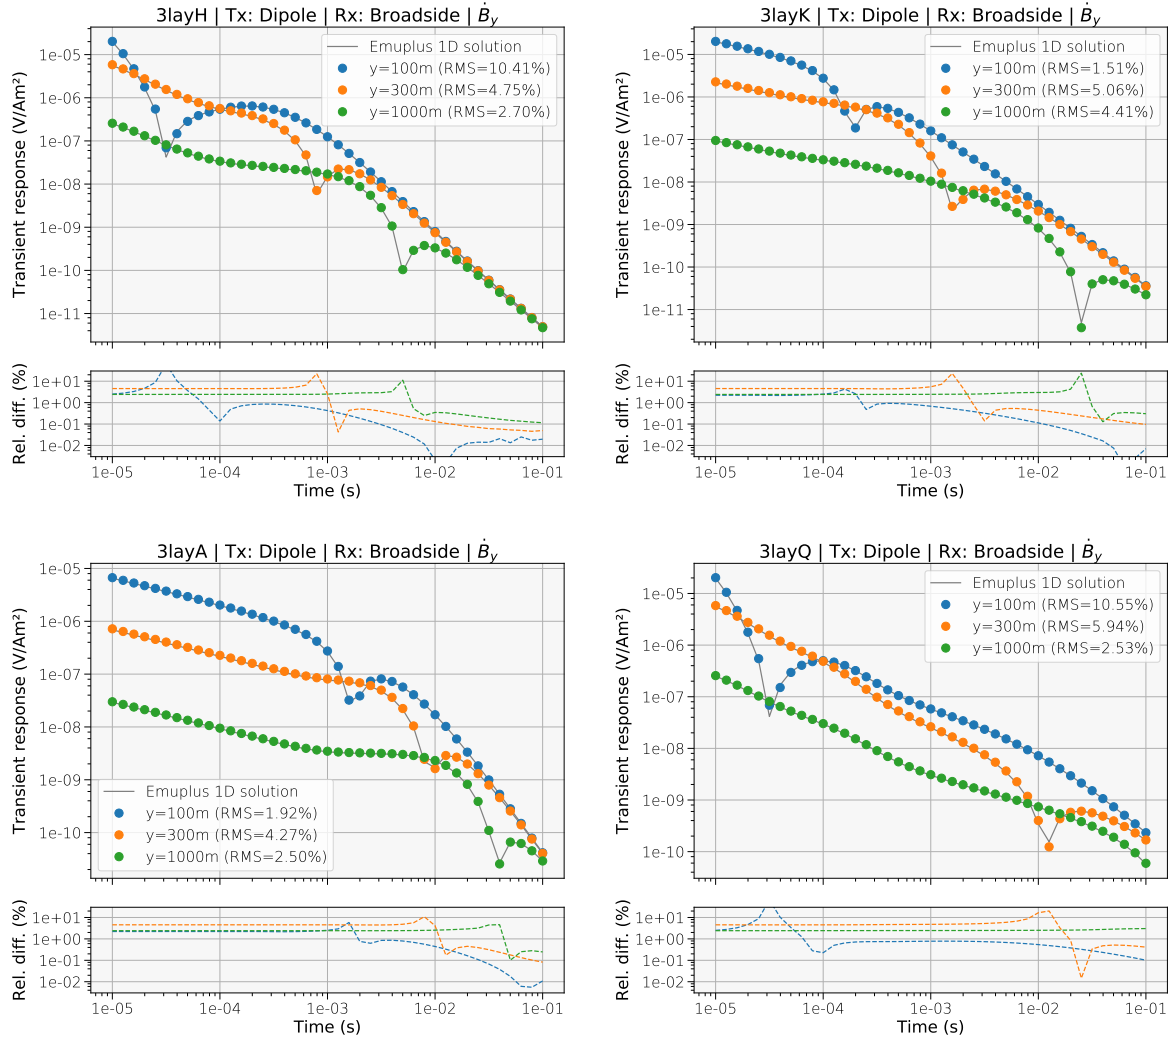 3layH | Tx: Dipole | Rx: Broadside | Ḃy
Transient response (V/Am²)
1e-05
1e-06
1e-07
1e-08
1e-09
1e-10
1e-11
Emuplus 1D solution
y=100m (RMS=10.41%)
y=300m (RMS=4.75%)
y=1000m (RMS=2.70%)
Rel. diff. (%)
1e+01
1e+00
1e-01
1e-02
1e-05 1e-04 1e-03 1e-02 1e-01
Time (s)
3layK | Tx: Dipole | Rx: Broadside | Ḃy
Transient response (V/Am²)
1e-05
1e-06
1e-07
1e-08
1e-09
1e-10
1e-11
Emuplus 1D solution
y=100m (RMS=1.51%)
y=300m (RMS=5.06%)
y=1000m (RMS=4.41%)
Rel. diff. (%)
1e+01
1e+00
1e-01
1e-02
1e-05 1e-04 1e-03 1e-02 1e-01
Time (s)
3layA | Tx: Dipole | Rx: Broadside | Ḃy
Transient response (V/Am²)
1e-05
1e-06
1e-07
1e-08
1e-09
1e-10
Emuplus 1D solution
y=100m (RMS=1.92%)
y=300m (RMS=4.27%)
y=1000m (RMS=2.50%)
Rel. diff. (%)
1e+01
1e+00
1e-01
1e-02
1e-05 1e-04 1e-03 1e-02 1e-01
Time (s)
3layQ | Tx: Dipole | Rx: Broadside | Ḃy
Transient response (V/Am²)
1e-05
1e-06
1e-07
1e-08
1e-09
1e-10
Emuplus 1D solution
y=100m (RMS=10.55%)
y=300m (RMS=5.94%)
y=1000m (RMS=2.53%)
Rel. diff. (%)
1e+01
1e+00
1e-01
1e-02
1e-05 1e-04 1e-03 1e-02 1e-01
Time (s)